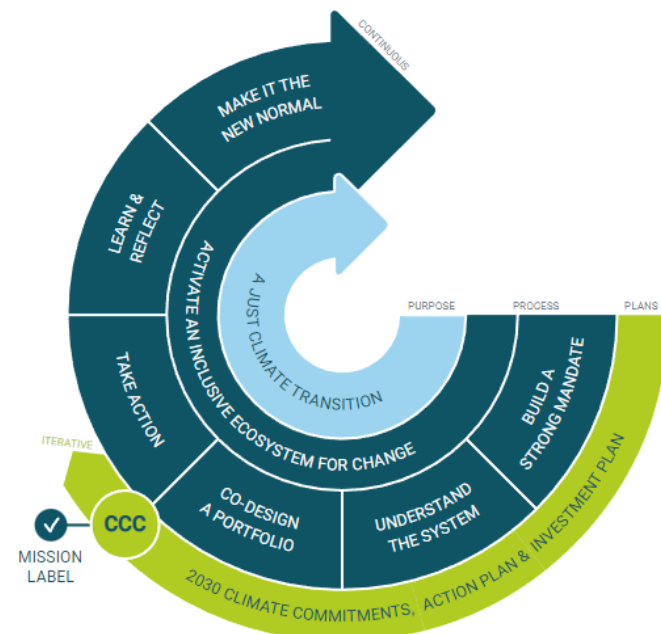 CONTINUOUS
MAKE IT THE
NEW NORMAL
LEARN &
REFLECT
ACTIVATE AN INCLUSIVE ECOSYSTEM FOR CHANGE
A JUST CLIMATE TRANSITION
PURPOSE
PROCESS
PLANS
BUILD A
STRONG MANDATE
TAKE ACTION
UNDERSTAND
THE SYSTEM
CO-DESIGN
A PORTFOLIO
ITERATIVE
CCC
MISSION
LABEL
2030 CLIMATE COMMITMENTS, ACTION PLAN & INVESTMENT PLAN